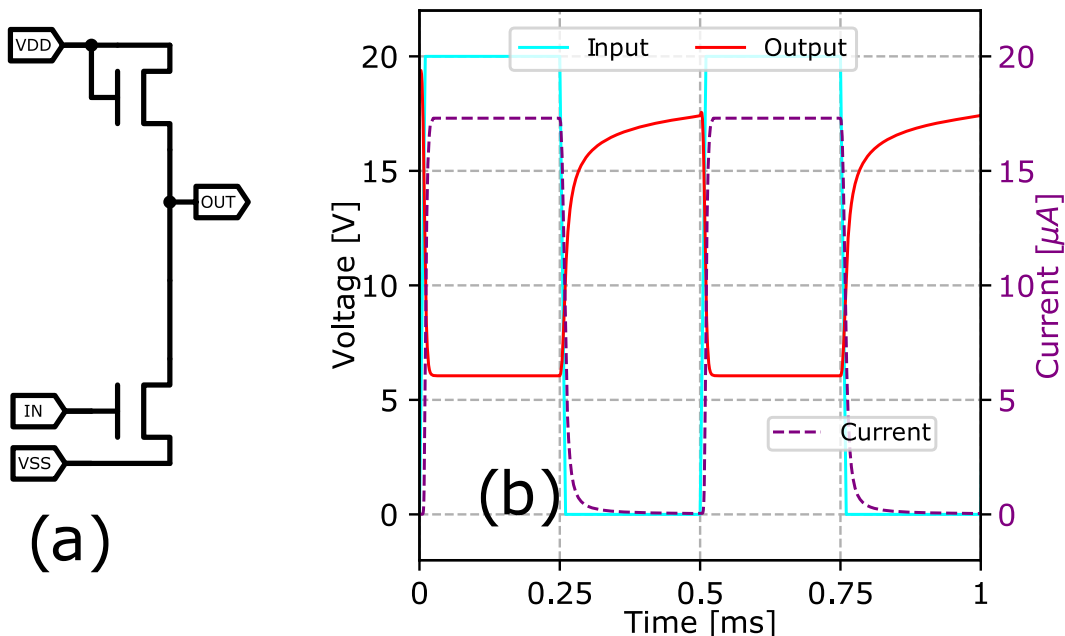 VDD
OUT
IN
VSS
(a)
Input Output
Voltage [V]
20
15
10
5
0
Current [μA]
20
15
10
5
0
Current
(b)
0 0.25 0.5 0.75 1
Time [ms]